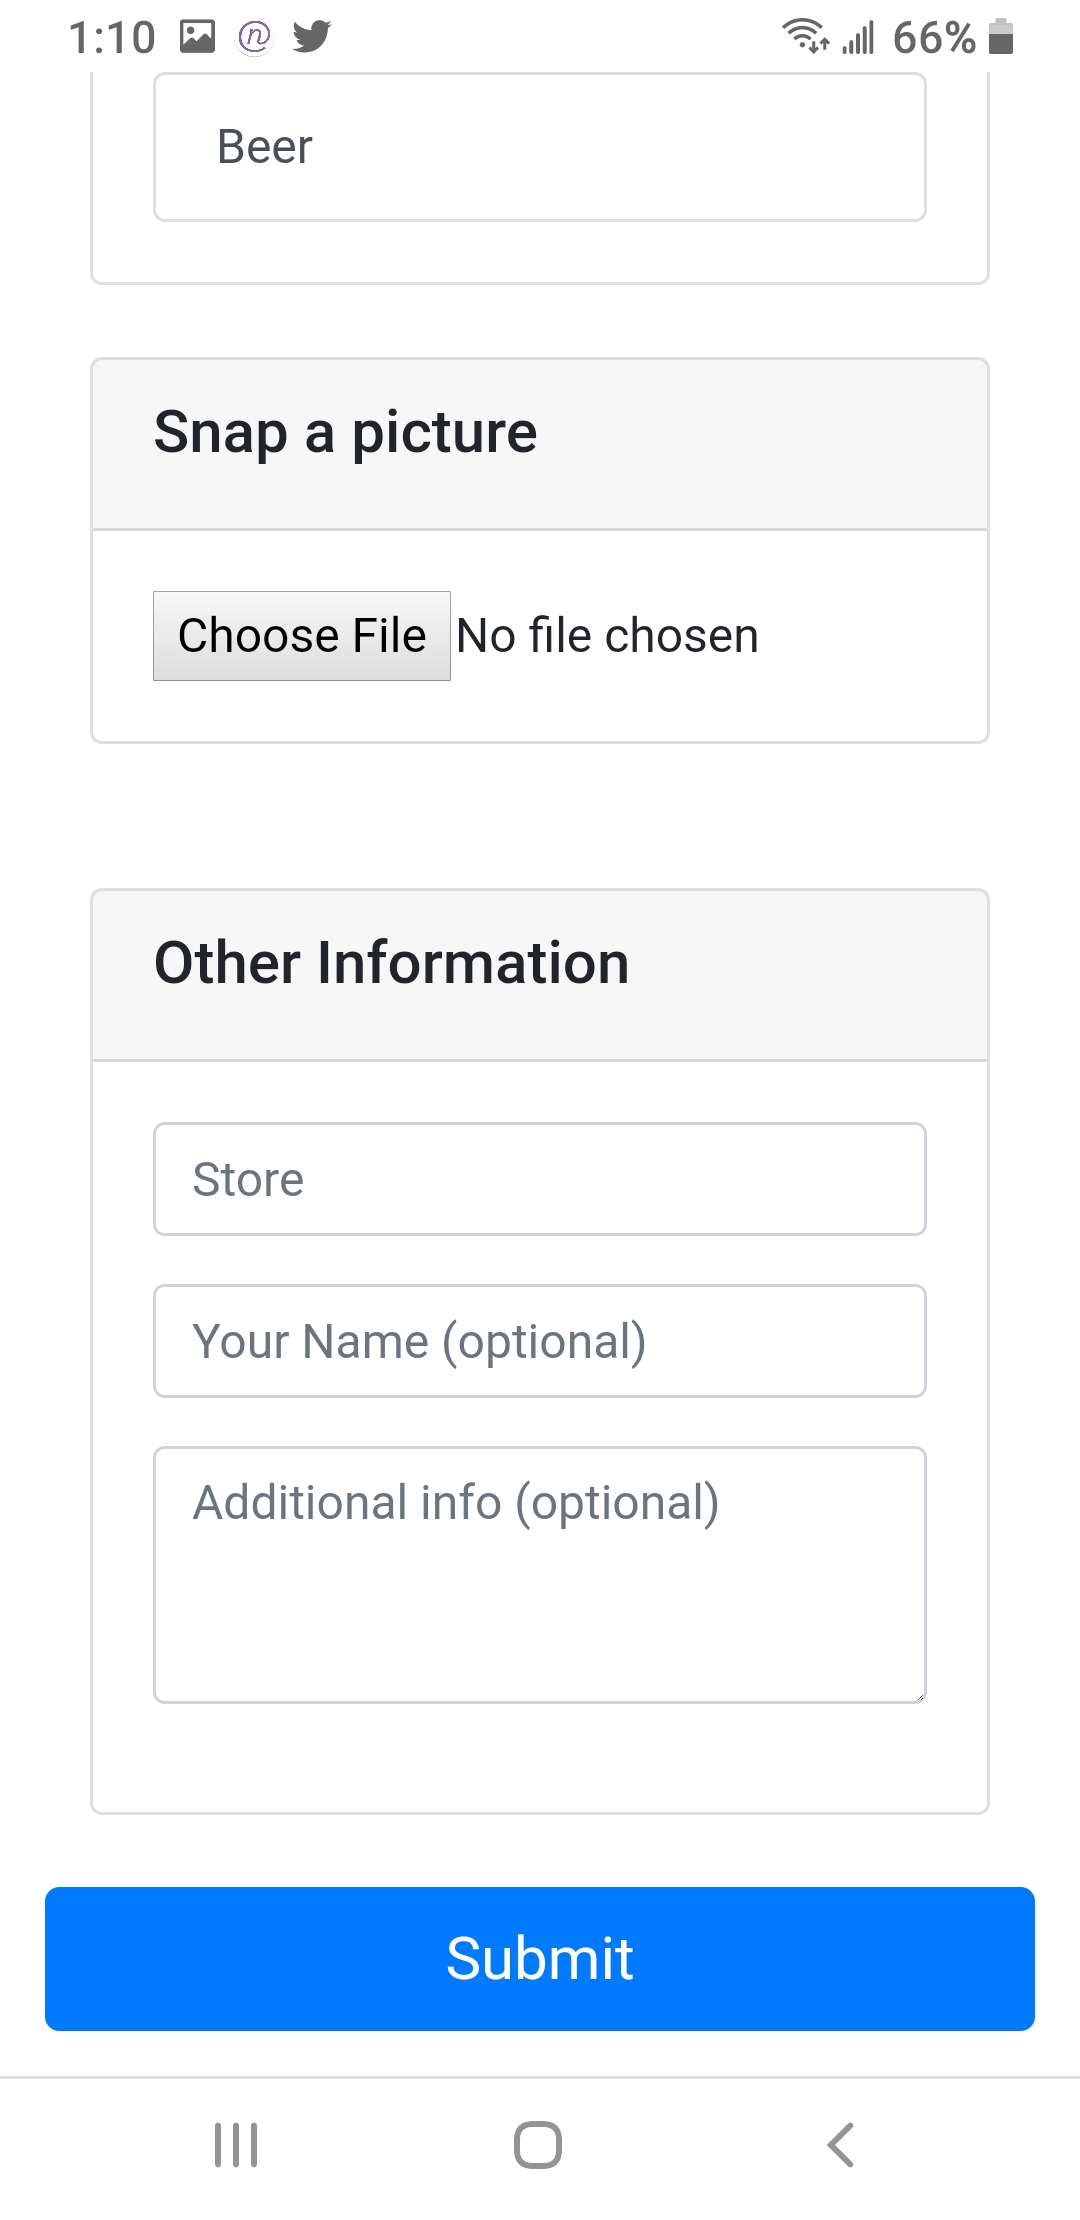 1:10 66%
Beer
Snap a picture
Choose File No file chosen
Other Information
Store
Your Name (optional)
Additional info (optional)
Submit